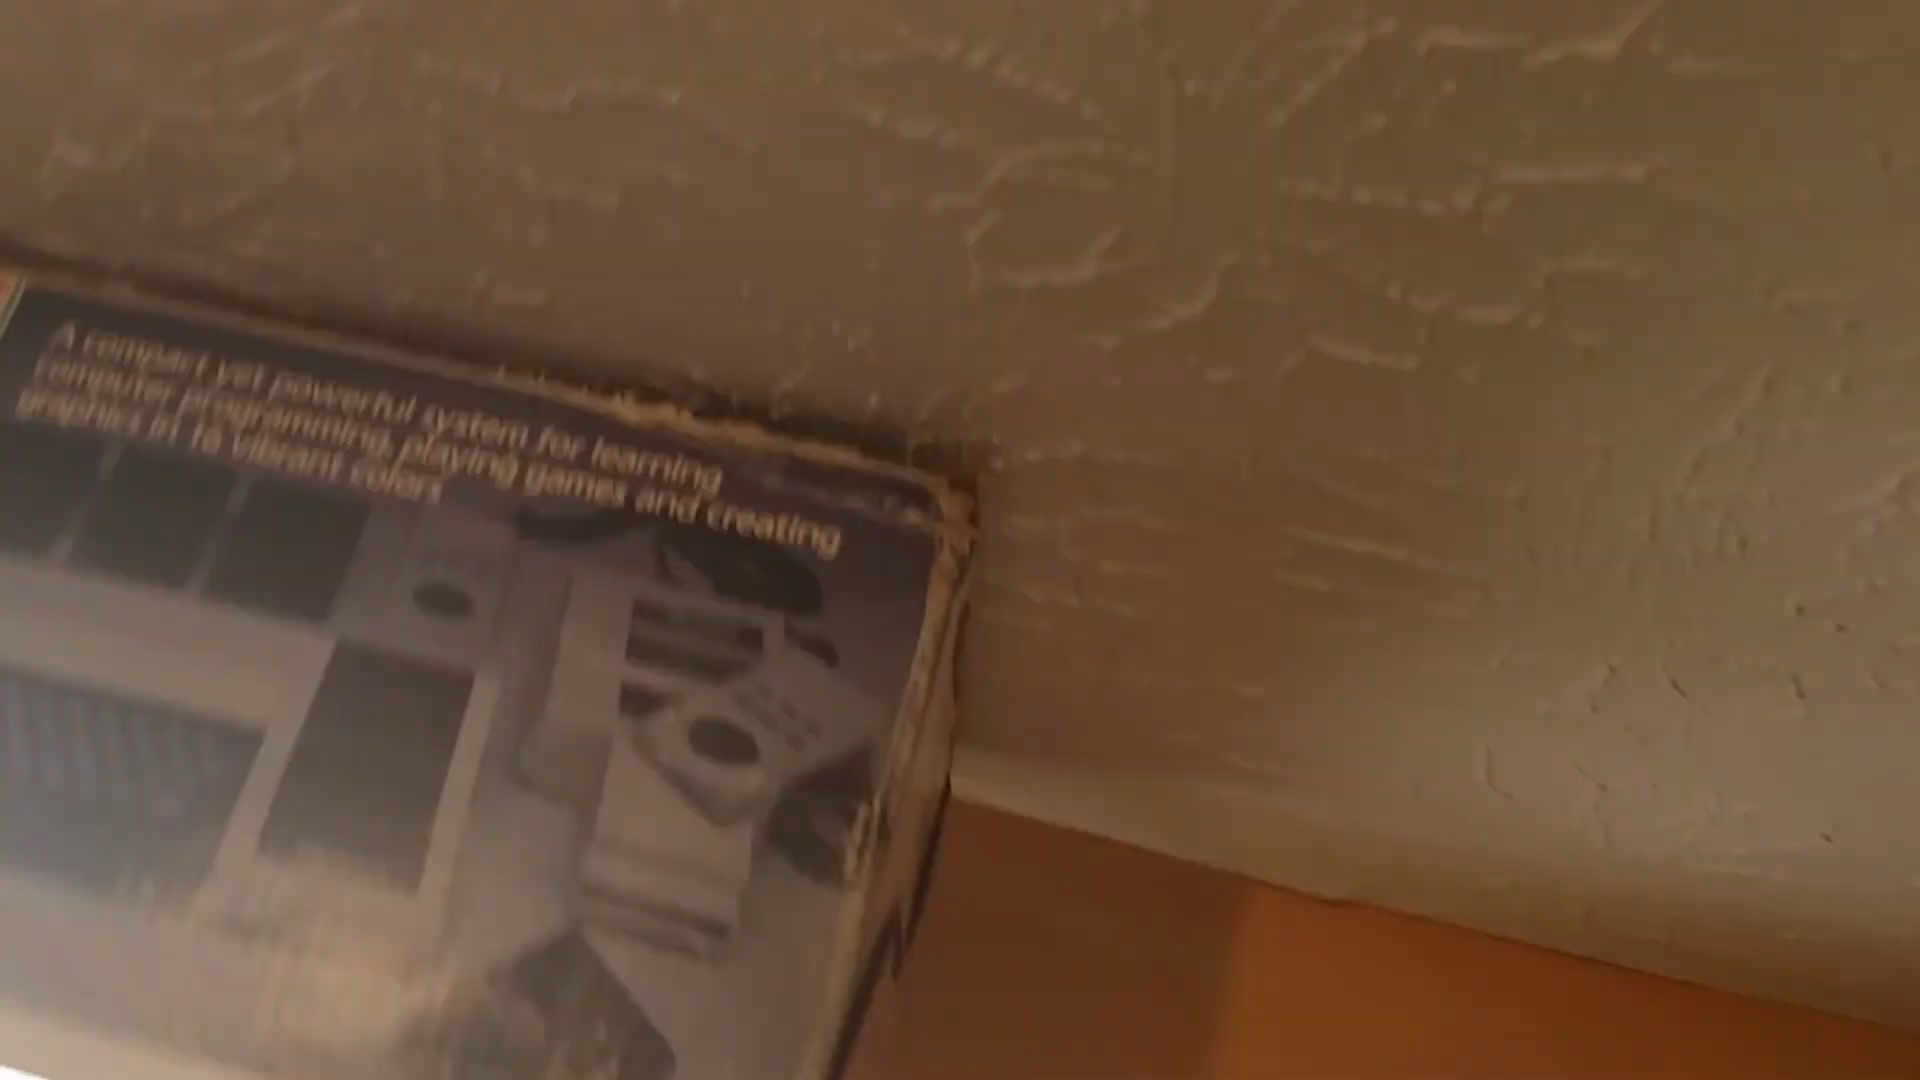 A compact yet powerful system for learning
computer programming, playing games and creating
graphics in 16 vibrant colors